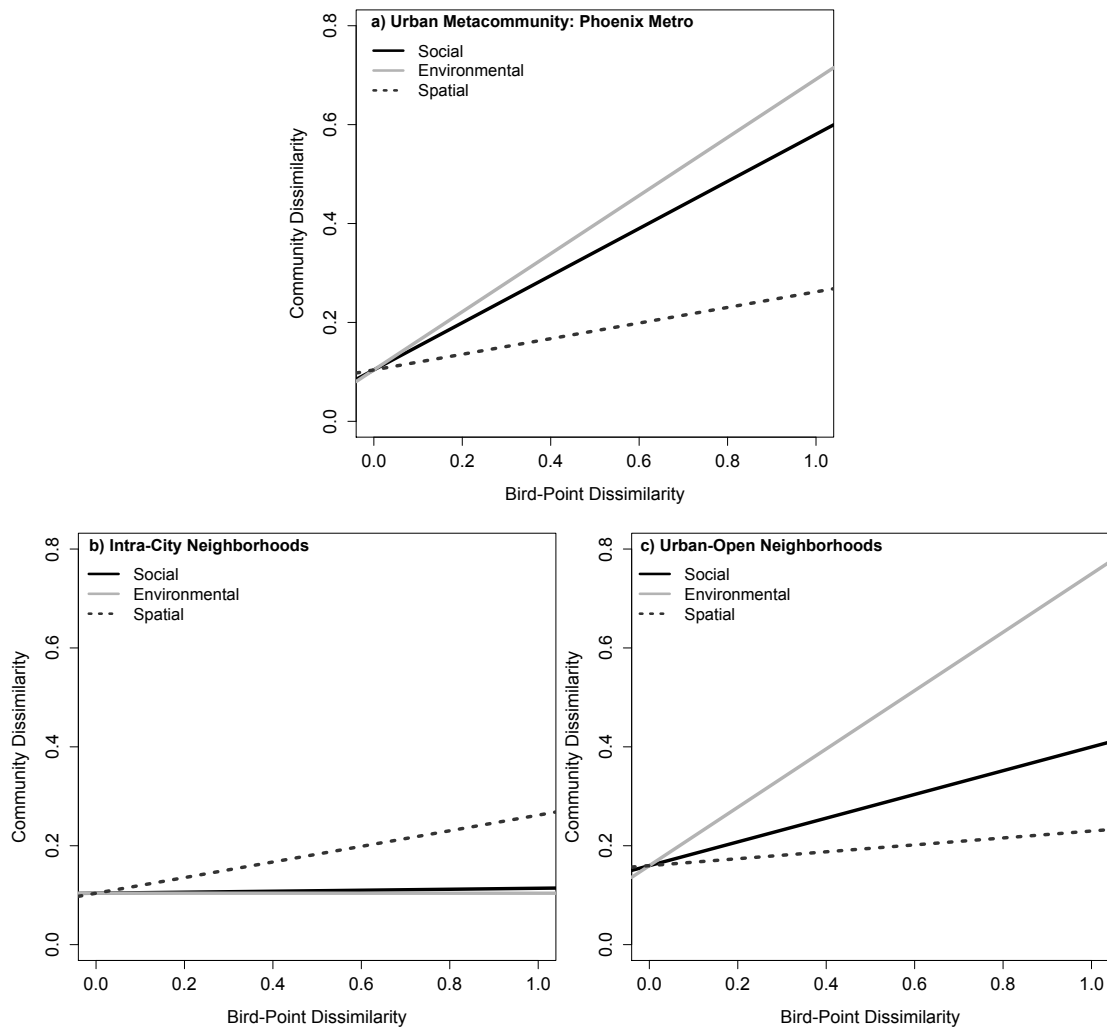 a) Urban Metacommunity: Phoenix Metro
Social
Environmental
Spatial
Community Dissimilarity
0.0 0.2 0.4 0.6 0.8
0.0 0.2 0.4 0.6 0.8 1.0
Bird-Point Dissimilarity
b) Intra-City Neighborhoods
Social
Environmental
Spatial
Community Dissimilarity
0.0 0.2 0.4 0.6 0.8
0.0 0.2 0.4 0.6 0.8 1.0
Bird-Point Dissimilarity
c) Urban-Open Neighborhoods
Social
Environmental
Spatial
Community Dissimilarity
0.0 0.2 0.4 0.6 0.8
0.0 0.2 0.4 0.6 0.8 1.0
Bird-Point Dissimilarity